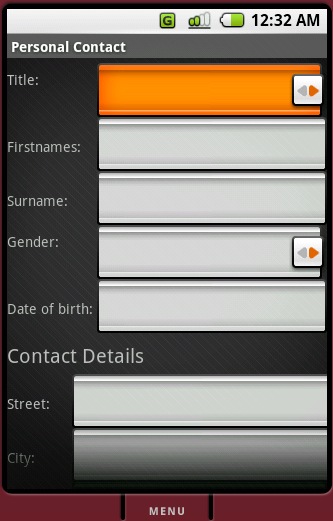 G 12:32 AM
Personal Contact
Title:
Firstnames:
Surname:
Gender:
Date of birth:
Contact Details
Street:
City:
MENU